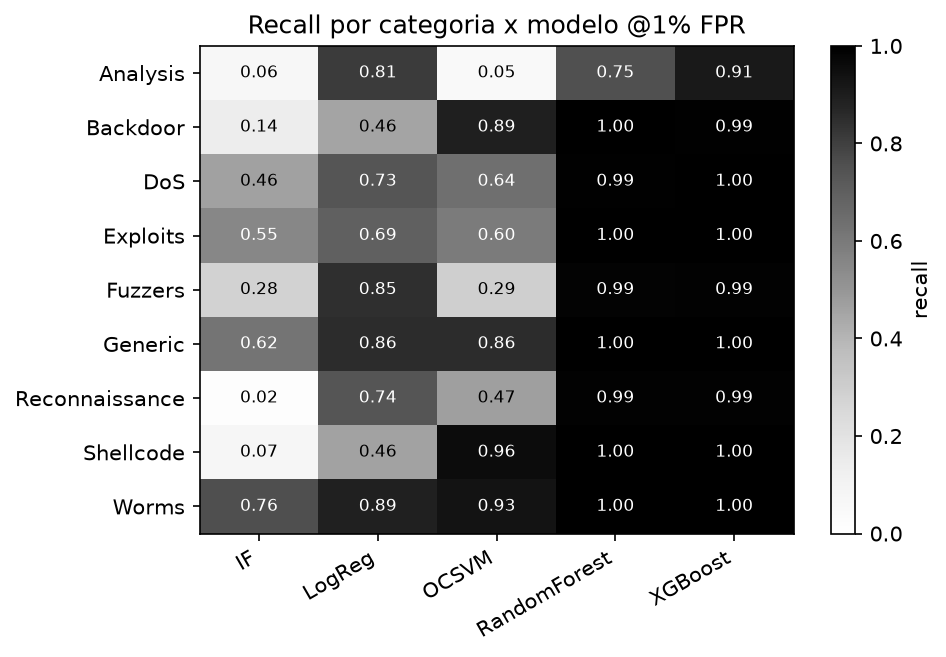 Recall por categoria x modelo @1% FPR
Analysis 0.06 0.81 0.05 0.75 0.91
Backdoor 0.14 0.46 0.89 1.00 0.99
DoS 0.46 0.73 0.64 0.99 1.00
Exploits 0.55 0.69 0.60 1.00 1.00
Fuzzers 0.28 0.85 0.29 0.99 0.99
Generic 0.62 0.86 0.86 1.00 1.00
Reconnaissance 0.02 0.74 0.47 0.99 0.99
Shellcode 0.07 0.46 0.96 1.00 1.00
Worms 0.76 0.89 0.93 1.00 1.00
IF LogReg OCSVM RandomForest XGBoost
1.0
0.8
0.6
0.4
0.2
0.0
recall